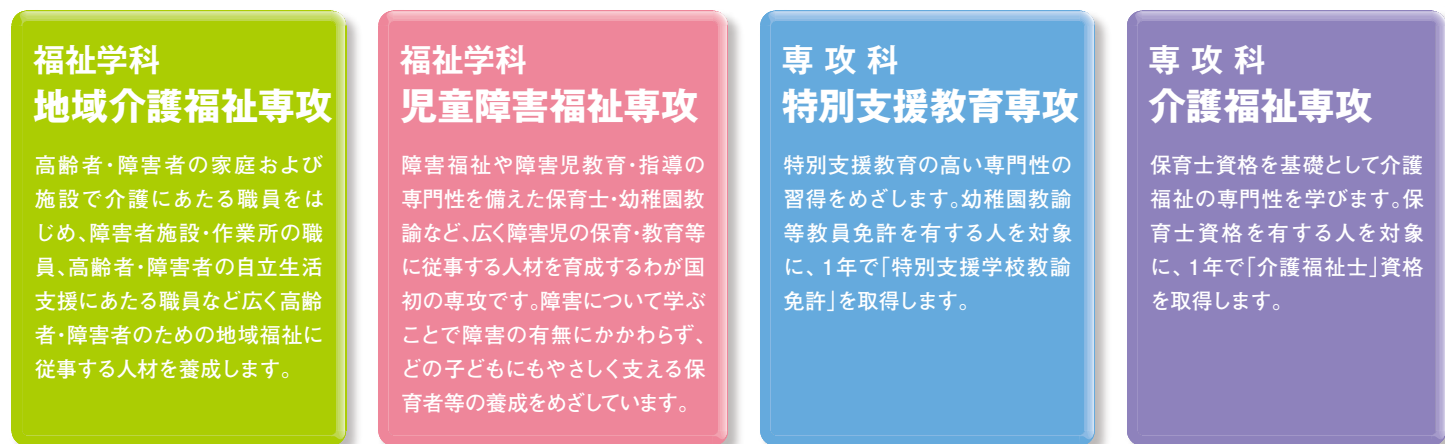 福祉学科
地域介護福祉専攻
高齢者・障害者の家庭および
施設で介護にあたる職員をは
じめ、障害者施設・作業所の職
員、高齢者・障害者の自立生活
支援にあたる職員など広く高齢
者・障害者のための地域福祉に
従事する人材を養成します。
福祉学科
児童障害福祉専攻
障害福祉や障害児教育・指導の
専門性を備えた保育士・幼稚園教
諭など、広く障害児の保育・教育等
に従事する人材を育成するわが国
初の専攻です。障害について学ぶ
ことで障害の有無にかかわらず、
どの子どもにもやさしく支える保
育者等の養成をめざしています。
専攻科
特別支援教育専攻
特別支援教育の高い専門性の
習得をめざします。幼稚園教諭
等教員免許を有する人を対象
に、1年で「特別支援学校教諭
免許」を取得します。
専攻科
介護福祉専攻
保育士資格を基礎として介護
福祉の専門性を学びます。保
育士資格を有する人を対象
に、1年で「介護福祉士」資格
を取得します。